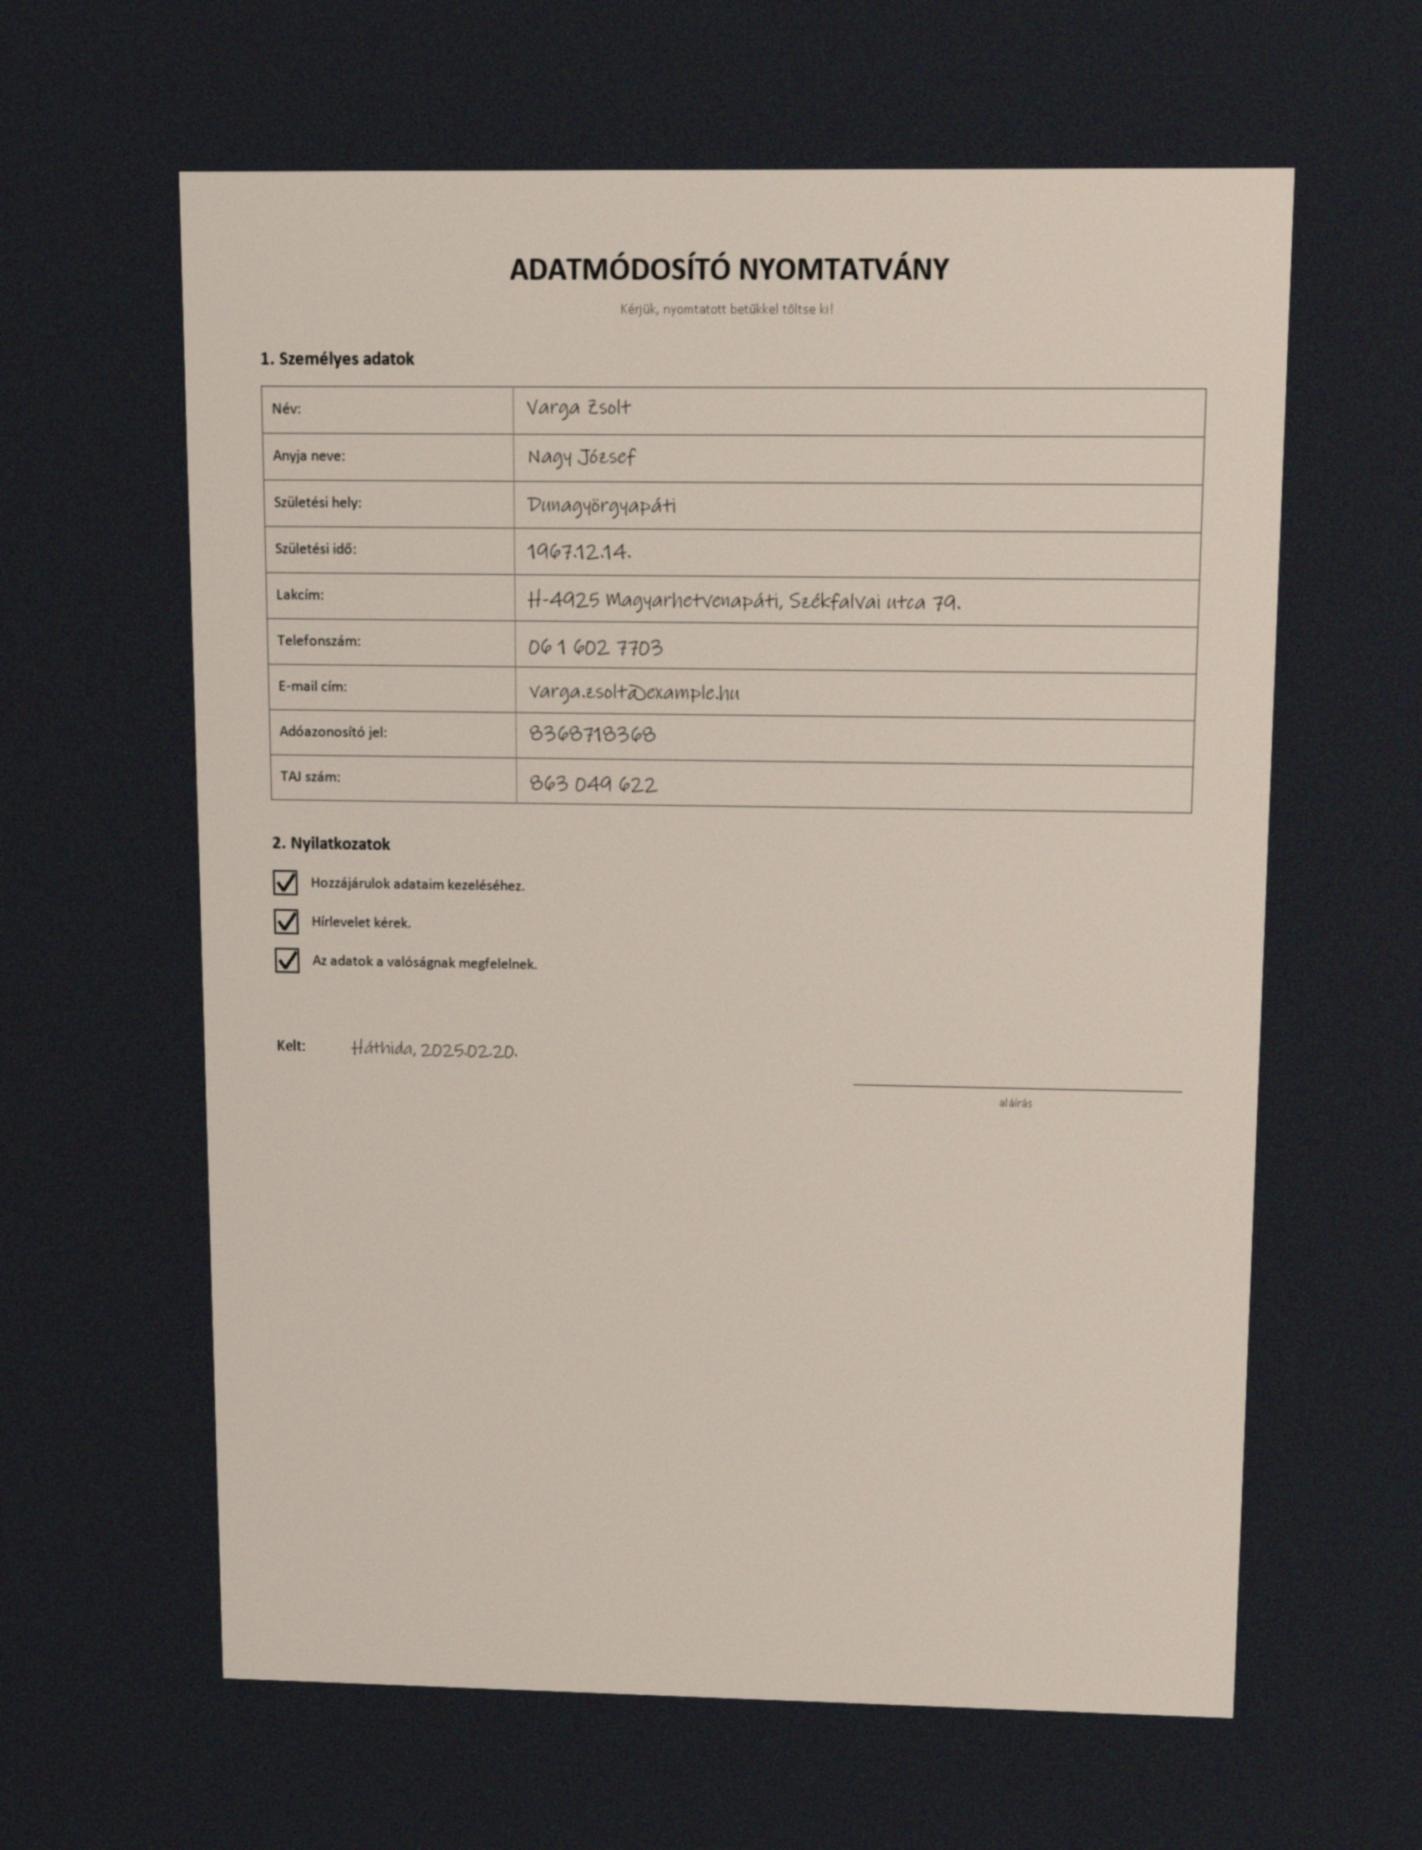 ADATMÓDOSÍTÓ NYOMTATVÁNY
Kérjük, nyomtatott betűkkel töltse ki!
1. Személyes adatok
Név: Varga Zsolt
Anyja neve: Nagy József
Születési hely: Dunagyörgyapáti
Születési idő: 1967.12.14.
Lakcím: H-4925 Magyarhetvenapáti, Székfalvai utca 79.
Telefonszám: 06 1 602 7703
E-mail cím: varga.zsolt@example.hu
Adóazonosító jel: 8368718368
TAJ szám: 863 049 622
2. Nyilatkozatok
Hozzájárulok adataim kezeléséhez.
Hírlevelet kérek.
Az adatok a valóságnak megfelelnek.
Kelt: Háthida, 2025.02.20.
aláírás